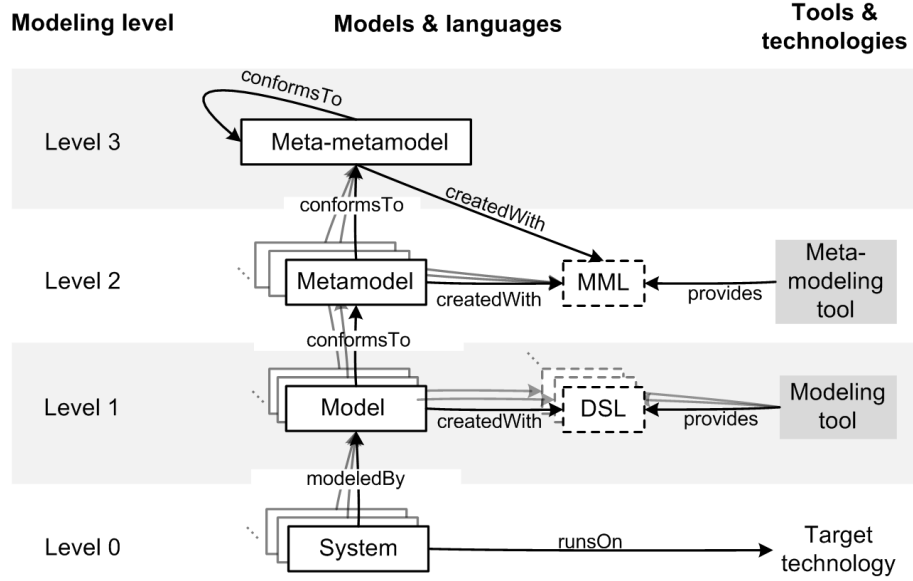 Modeling level
Models & languages
Tools &
technologies
conformsTo
Level 3
Meta-metamodel
createdWith
conformsTo
Level 2
Metamodel
createdWith
MML
provides
Meta-
modeling
tool
conformsTo
Level 1
Model
createdWith
DSL
provides
Modeling
tool
modeledBy
Level 0
System
runsOn
Target
technology